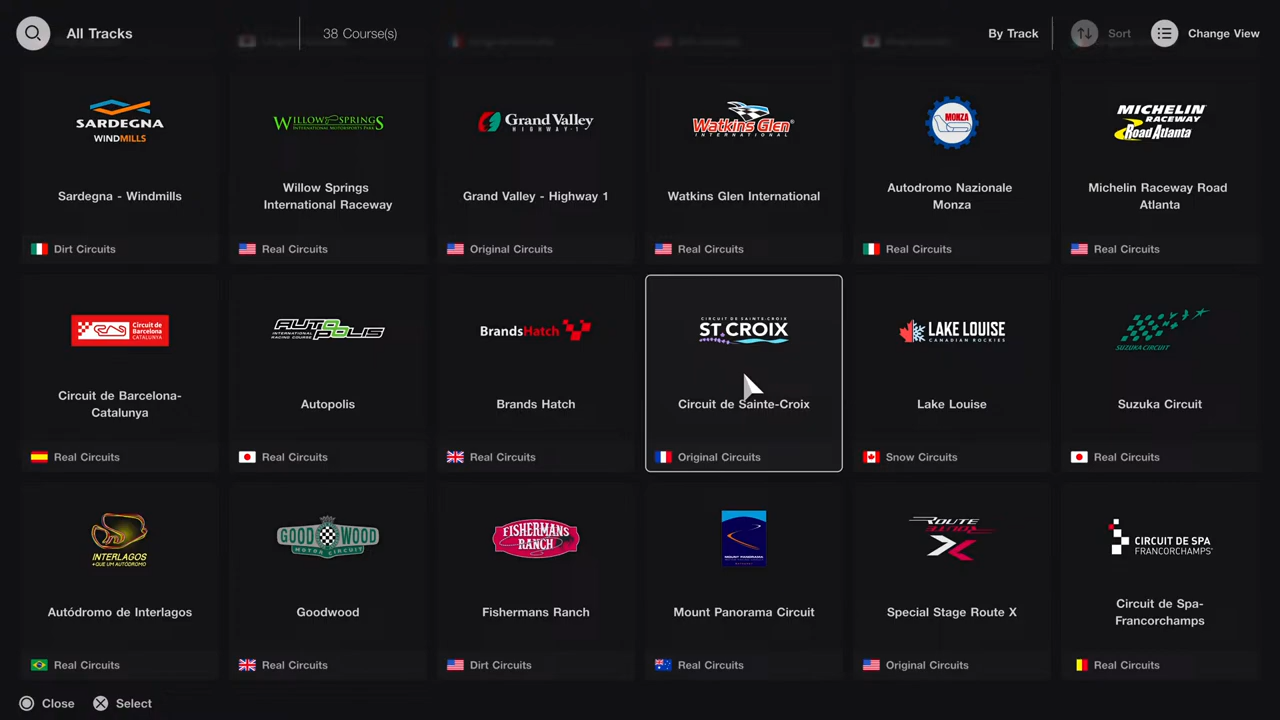 All Tracks
38 Course(s)
By Track
Sort
Change View
SARDEGNA
WINDMILLS
WILLOW SPRINGS
INTERNATIONAL MOTORSPORTS PARK
Grand Valley
HIGHWAY-1
Watkins Glen
INTERNATIONAL
MONZA
MICHELIN
RACEWAY
Road Atlanta
Sardegna - Windmills
Willow Springs
International Raceway
Grand Valley - Highway 1
Watkins Glen International
Autodromo Nazionale
Monza
Michelin Raceway Road
Atlanta
Dirt Circuits
Real Circuits
Original Circuits
Real Circuits
Real Circuits
Real Circuits
Circuit de
Barcelona
CATALUNYA
AUTOPOLIS
INTERNATIONAL RACING COURSE
BrandsHatch
CIRCUIT DE SAINTE-CROIX
ST.CROIX
LAKE LOUISE
CANADIAN ROCKIES
SUZUKA CIRCUIT
Circuit de Barcelona-
Catalunya
Autopolis
Brands Hatch
Circuit de Sainte-Croix
Lake Louise
Suzuka Circuit
Real Circuits
Real Circuits
Real Circuits
Original Circuits
Snow Circuits
Real Circuits
INTERLAGOS
+QUE UM AUTÓDROMO
GOODWOOD
MOTOR CIRCUIT
FISHERMANS
RANCH
MOUNT PANORAMA
ROUTE
X
CIRCUIT DE SPA
FRANCORCHAMPS
Autódromo de Interlagos
Goodwood
Fishermans Ranch
Mount Panorama Circuit
Special Stage Route X
Circuit de Spa-
Francorchamps
Real Circuits
Real Circuits
Dirt Circuits
Real Circuits
Original Circuits
Real Circuits
Close
Select